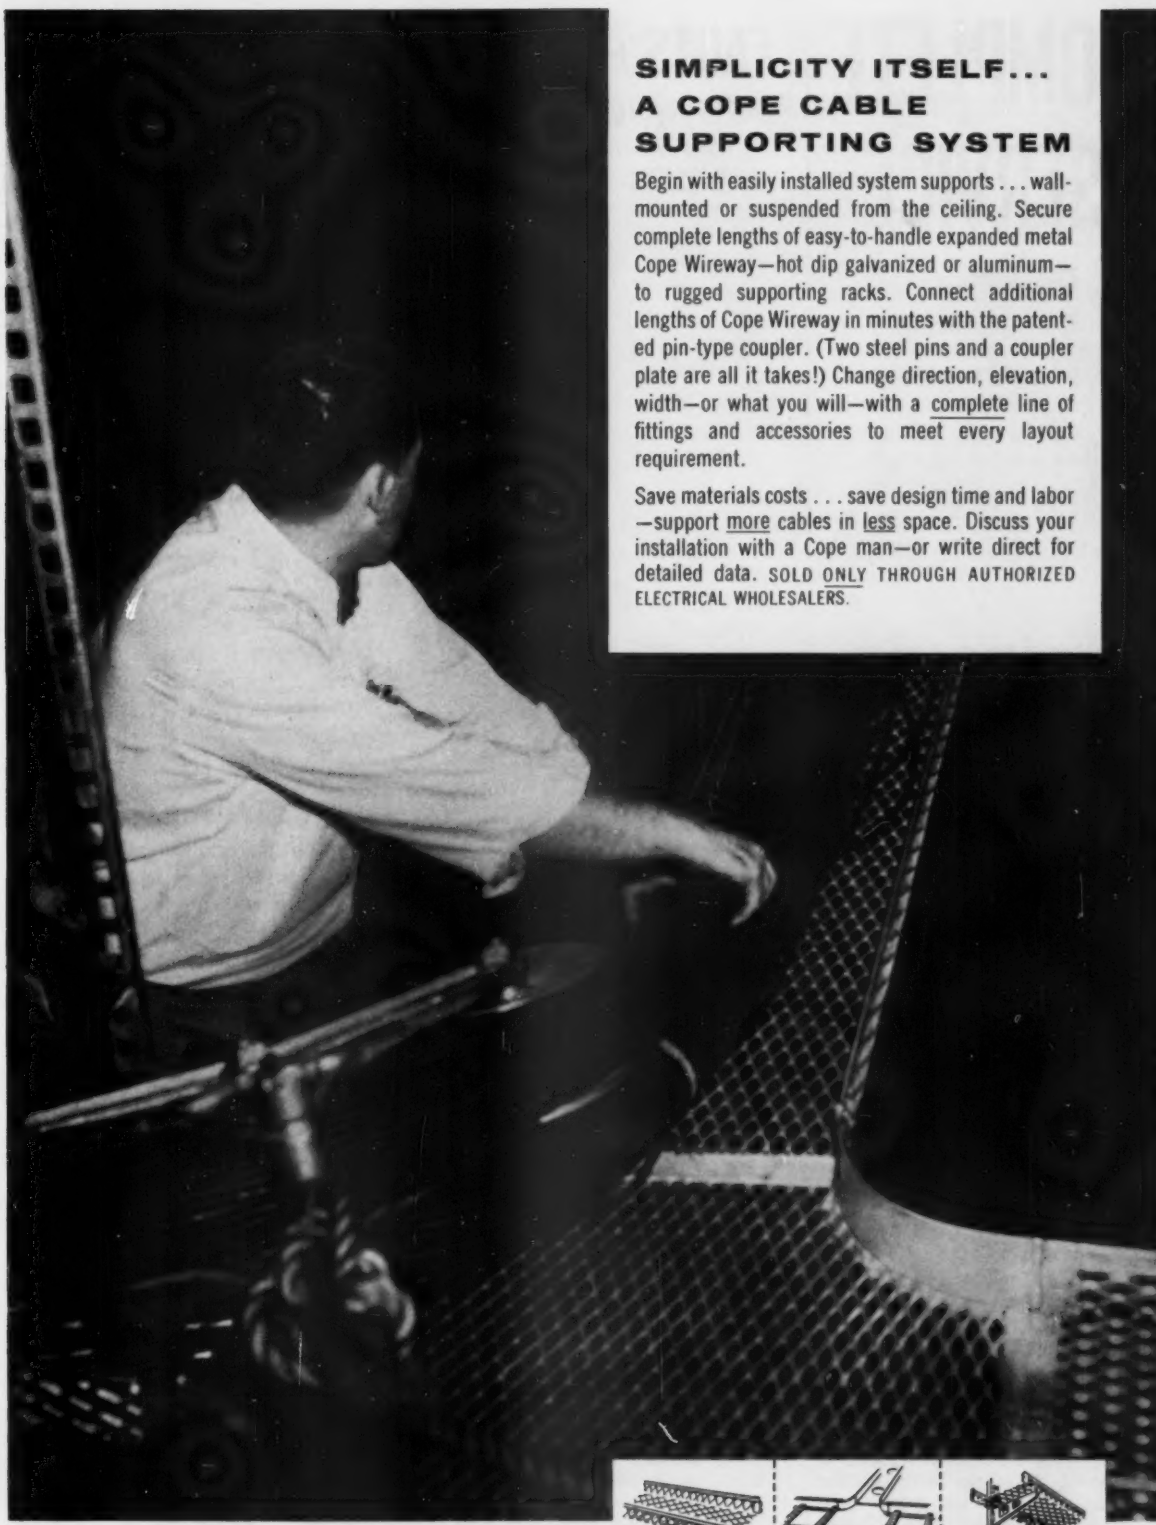 SIMPLICITY ITSELF...
A COPE CABLE
SUPPORTING SYSTEM
Begin with easily installed system supports . . . wall-
mounted or suspended from the ceiling. Secure
complete lengths of easy-to-handle expanded metal
Cope Wireway—hot dip galvanized or aluminum—
to rugged supporting racks. Connect additional
lengths of Cope Wireway in minutes with the patent-
ed pin-type coupler. (Two steel pins and a coupler
plate are all it takes!) Change direction, elevation,
width—or what you will—with a complete line of
fittings and accessories to meet every layout
requirement.
Save materials costs . . . save design time and labor
—support more cables in less space. Discuss your
installation with a Cope man—or write direct for
detailed data. SOLD ONLY THROUGH AUTHORIZED
ELECTRICAL WHOLESALERS.